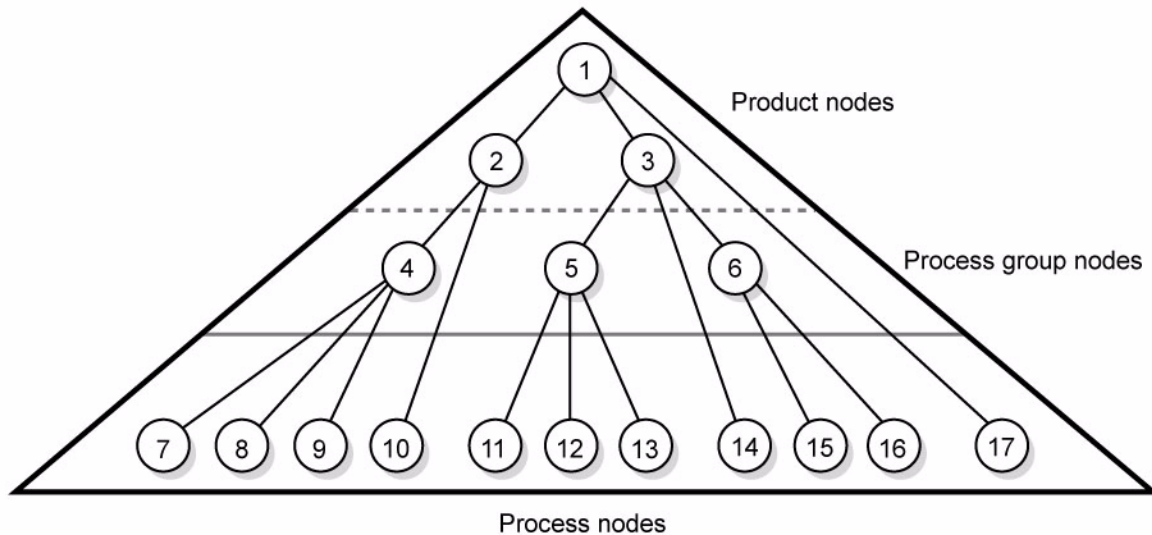 1
Product nodes
2 3
Process group nodes
4 5 6
7 8 9 10 11 12 13 14 15 16 17
Process nodes